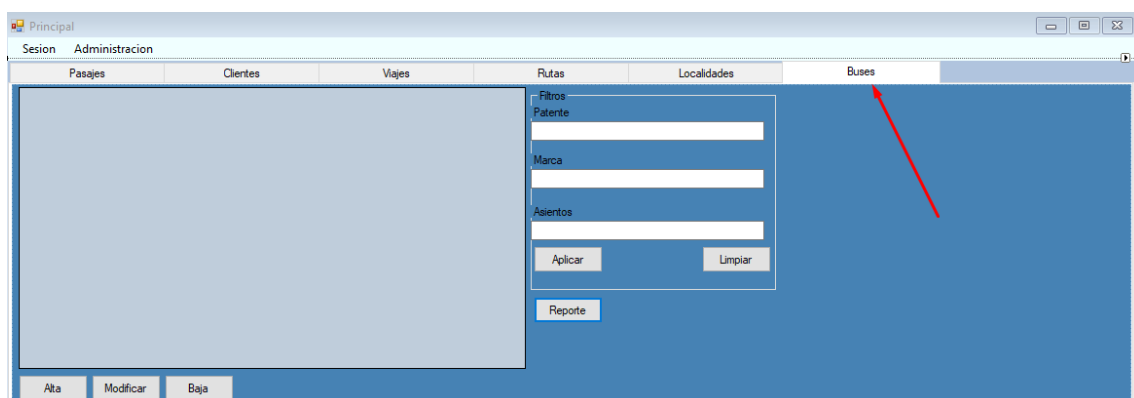 Principal
Sesion Administracion
Pasajes Clientes Viajes Rutas Localidades Buses
Filtros
Patente
Marca
Asientos
Aplicar Limpiar
Reporte
Alta Modificar Baja